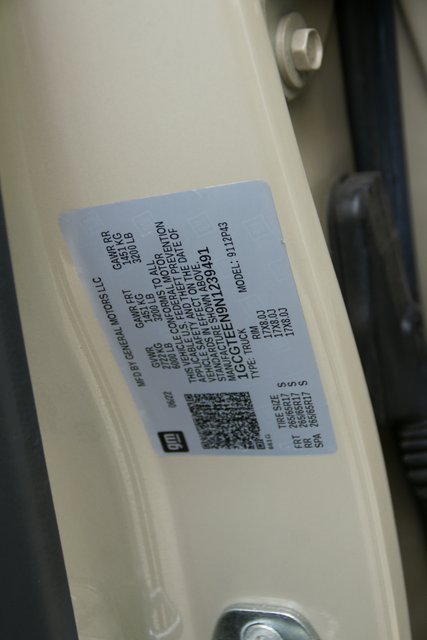 gm
MFD BY GENERAL MOTORS LLC
06/22
GVWR GAWR FRT GAWR RR
2722 KG 1451 KG 1451 KG
6000 LB 3200 LB 3200 LB
THIS VEHICLE CONFORMS TO ALL
APPLICABLE U.S. FEDERAL
SAFETY AND THEFT PREVENTION
STANDARDS IN EFFECT ON THE DATE OF
MANUFACTURE SHOWN ABOVE.
1GCGTEEN9N1239491
TYPE: TRUCK MODEL: 9112P43
TIRE SIZE RIM
FRT 265/65R17 S 17X8.0J
RR 265/65R17 S 17X8.0J
SPA 265/65R17 S 17X8.0J